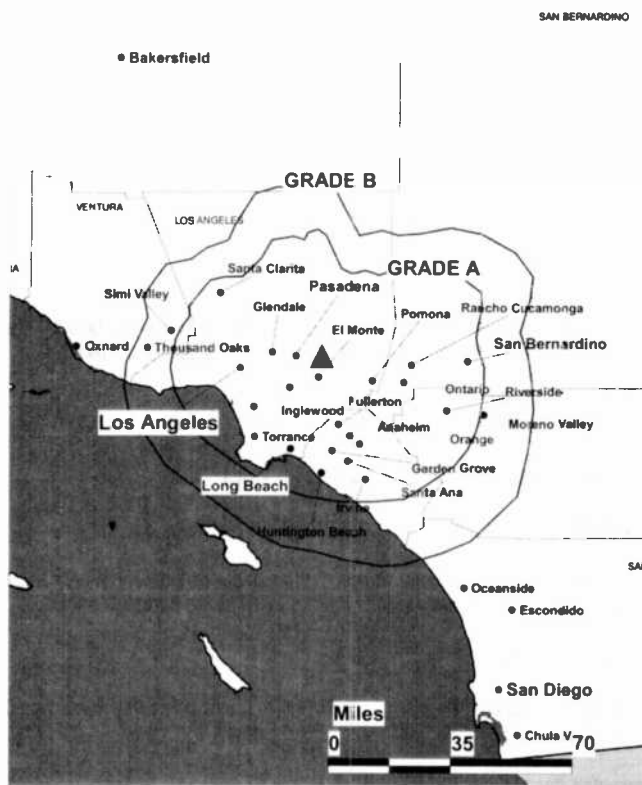 SAN BERNARDINO
Bakersfield
GRADE B
VENTURA
LOS ANGELES
GRADE A
Santa Clarita
Pasadena
Simi Valley
Glendale
Pomona
Rancho Cucamonga
El Monte
San Bernardino
Oxnard
Thousand Oaks
Ontario
Riverside
Fullerton
Inglewood
Los Angeles
Anaheim
Moreno Valley
Torrance
Orange
Garden Grove
Long Beach
Santa Ana
Huntington Beach
Oceanside
Escondido
San Diego
Miles
Chula V
0
35
70